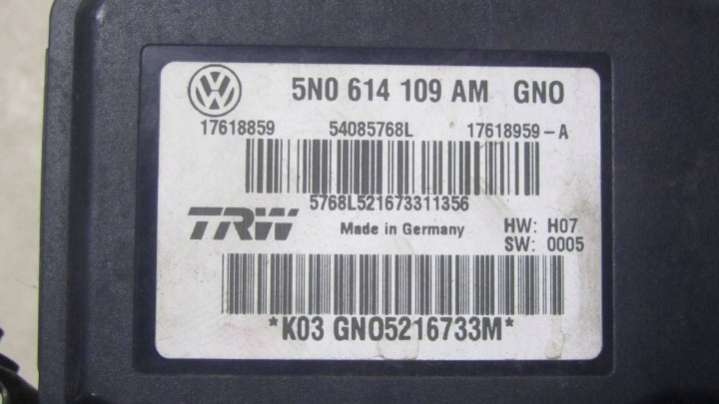 5N0 614 109 AM GNO
17618859 54085768L 17618959-A
5768L521673311356
TRW Made in Germany HW: H07
SW: 0005
*K03 GNO5216733M*